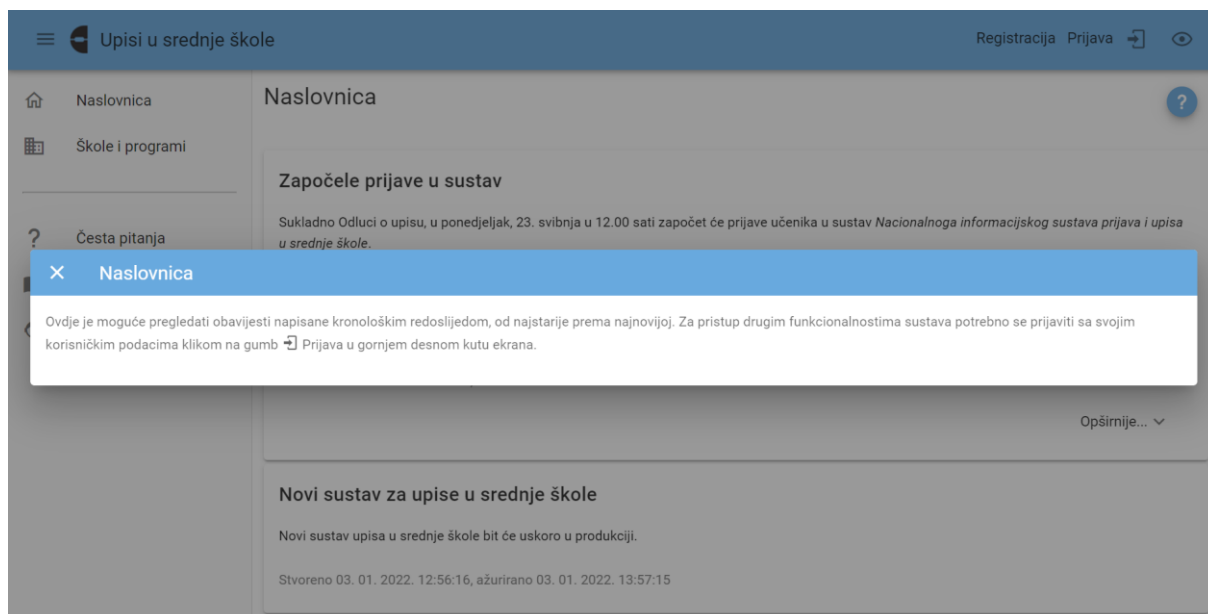 Upisi u srednje škole
Registracija Prijava
Naslovnica
Škole i programi
Česta pitanja
Naslovnica
?
Započele prijave u sustav
Sukladno Odluci o upisu, u ponedjeljak, 23. svibnja u 12.00 sati započet će prijave učenika u sustav Nacionalnoga informacijskog sustava prijava i upisa
u srednje škole.
Naslovnica
Ovdje je moguće pregledati obavijesti napisane kronološkim redoslijedom, od najstarije prema najnovijoj. Za pristup drugim funkcionalnostima sustava potrebno se prijaviti sa svojim
korisničkim podacima klikom na gumb Prijava u gornjem desnom kutu ekrana.
Opširnije...
Novi sustav za upise u srednje škole
Novi sustav upisa u srednje škole bit će uskoro u produkciji.
Stvoreno 03. 01. 2022. 12:56:16, ažurirano 03. 01. 2022. 13:57:15